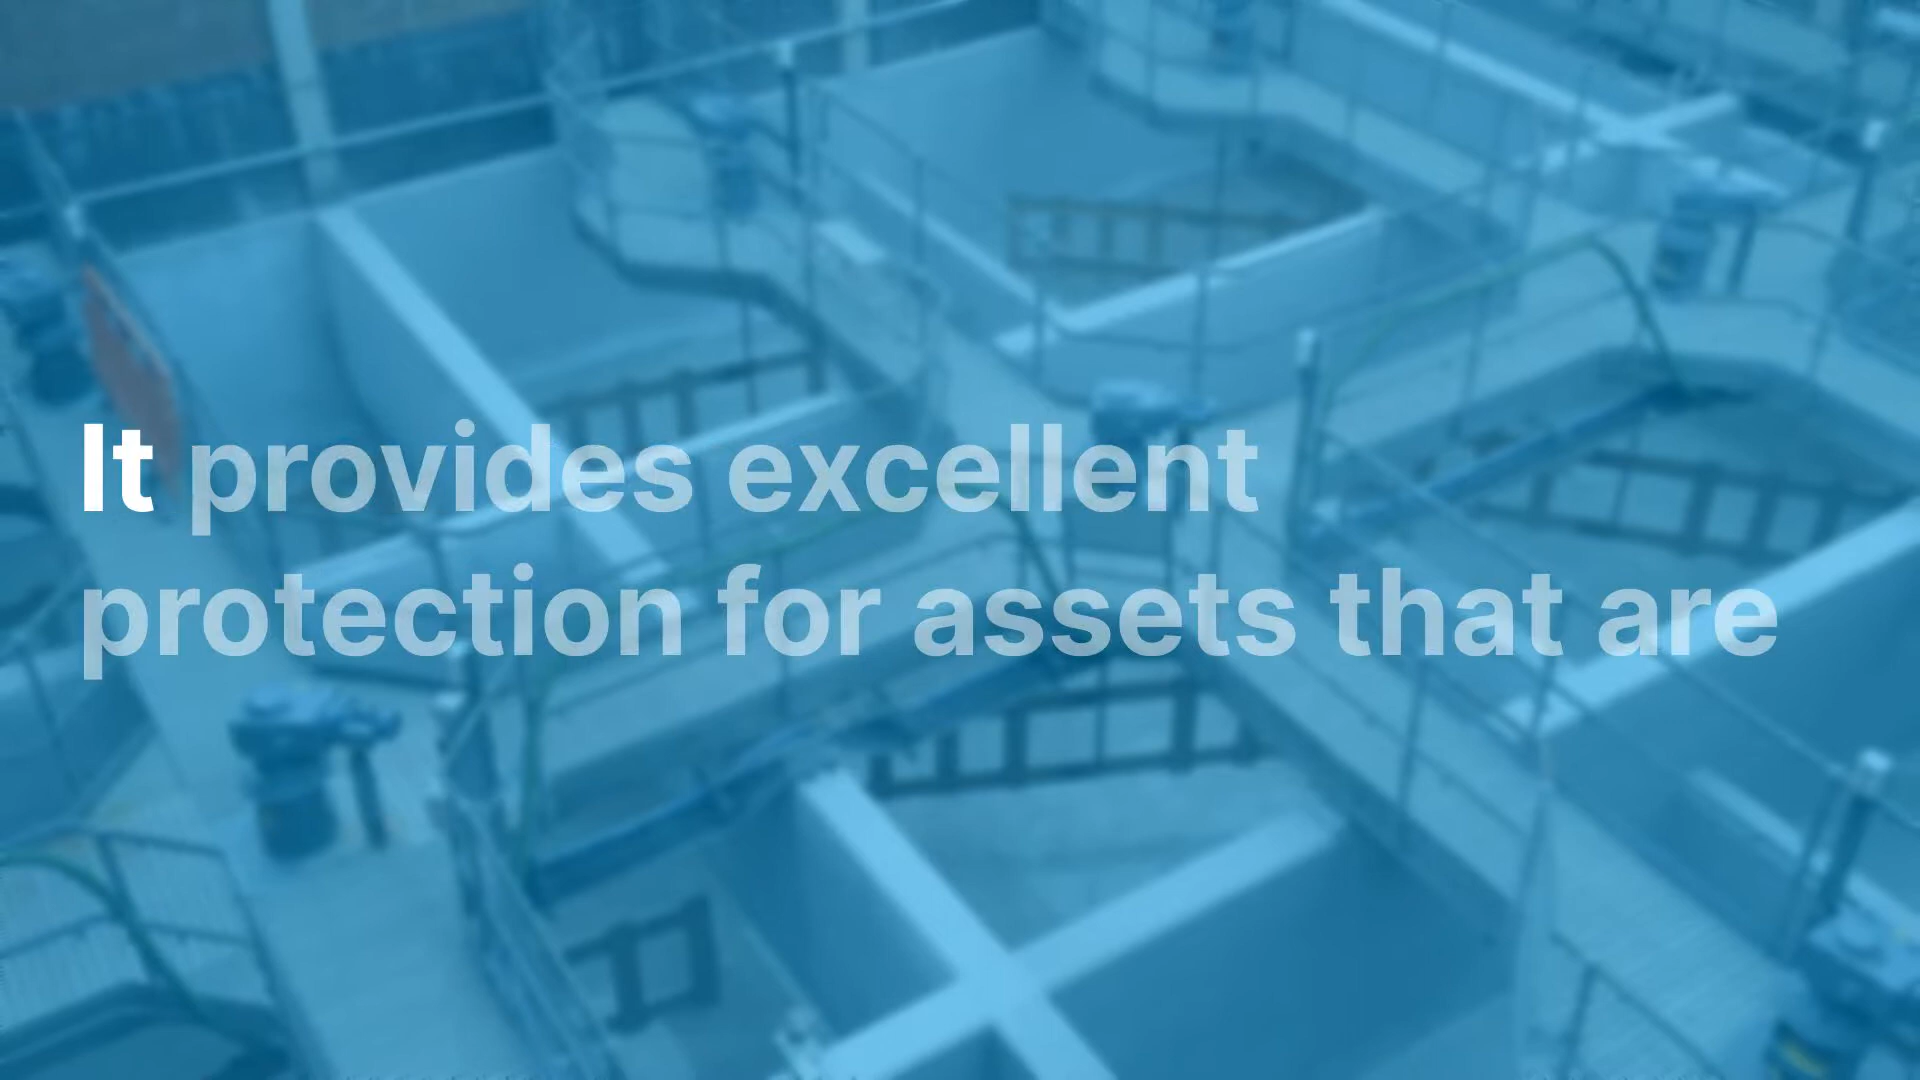 It provides excellent
protection for assets that are